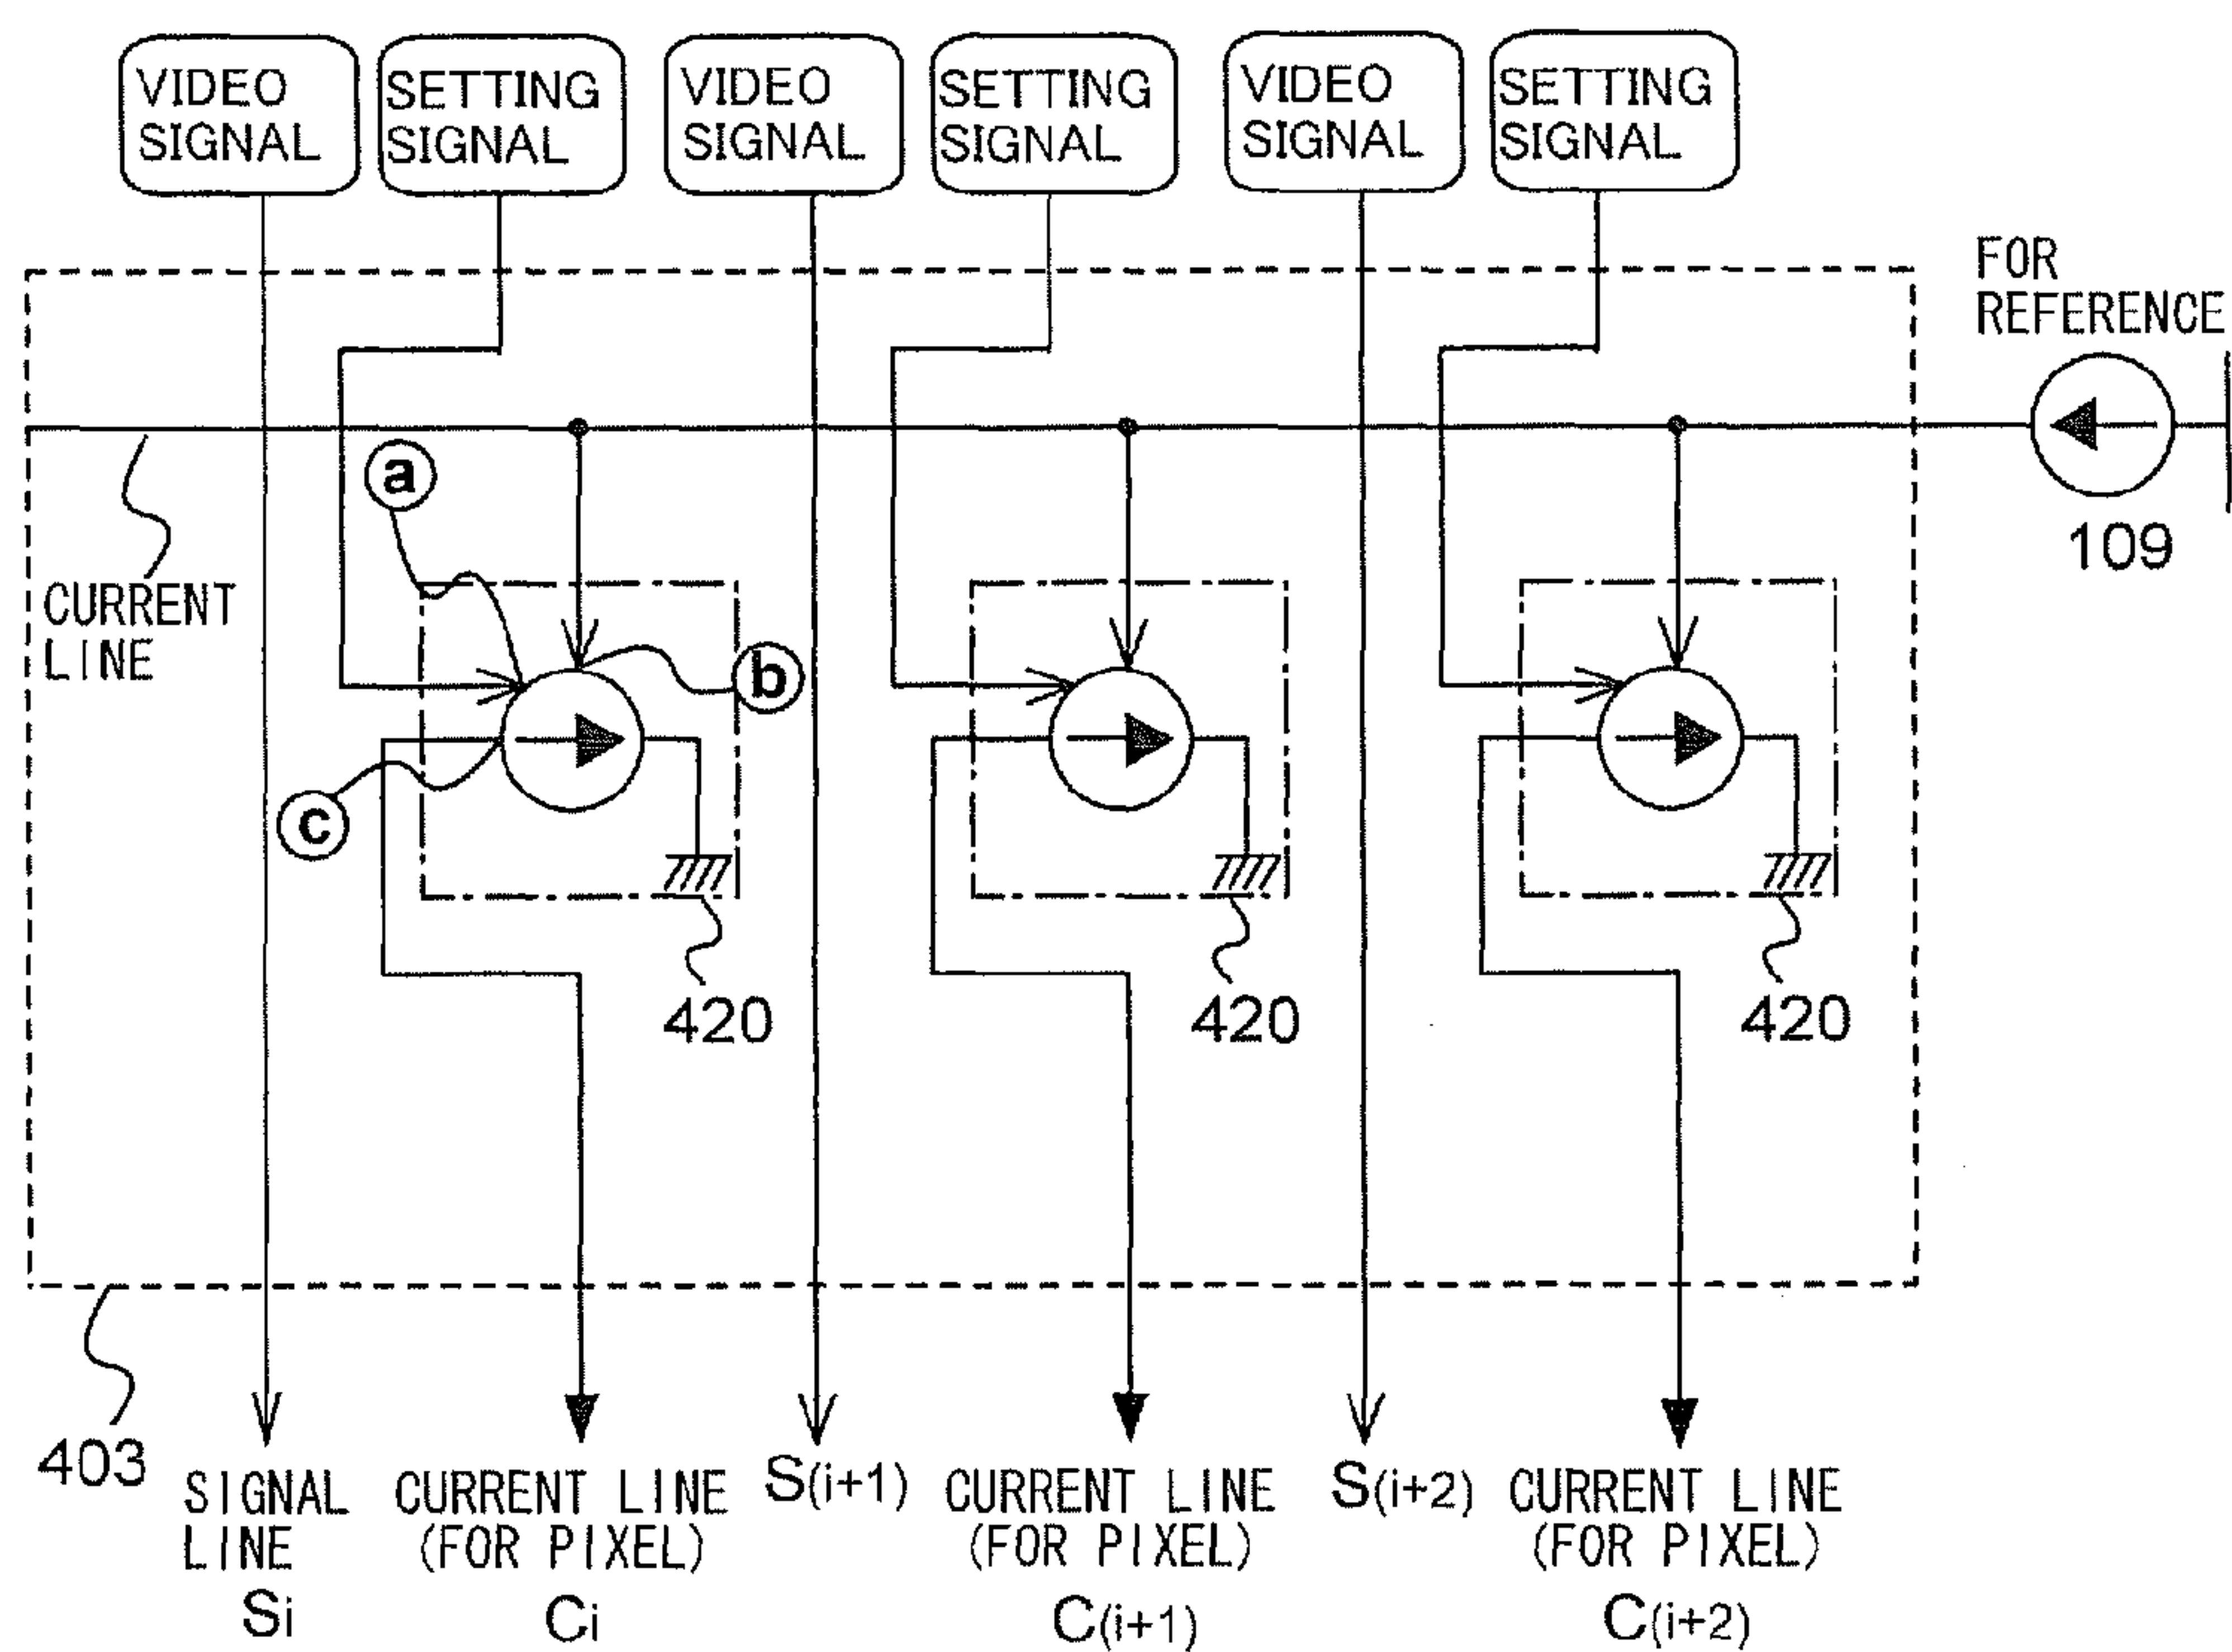 VIDEO
SIGNAL
SETTING
SIGNAL
VIDEO
SIGNAL
SETTING
SIGNAL
VIDEO
SIGNAL
SETTING
SIGNAL
FOR
REFERENCE
109
a
CURRENT
LINE
b
c
420
420
420
403
SIGNAL
LINE
Si
CURRENT LINE
(FOR PIXEL)
Ci
S(i+1)
CURRENT LINE
(FOR PIXEL)
C(i+1)
S(i+2)
CURRENT LINE
(FOR PIXEL)
C(i+2)